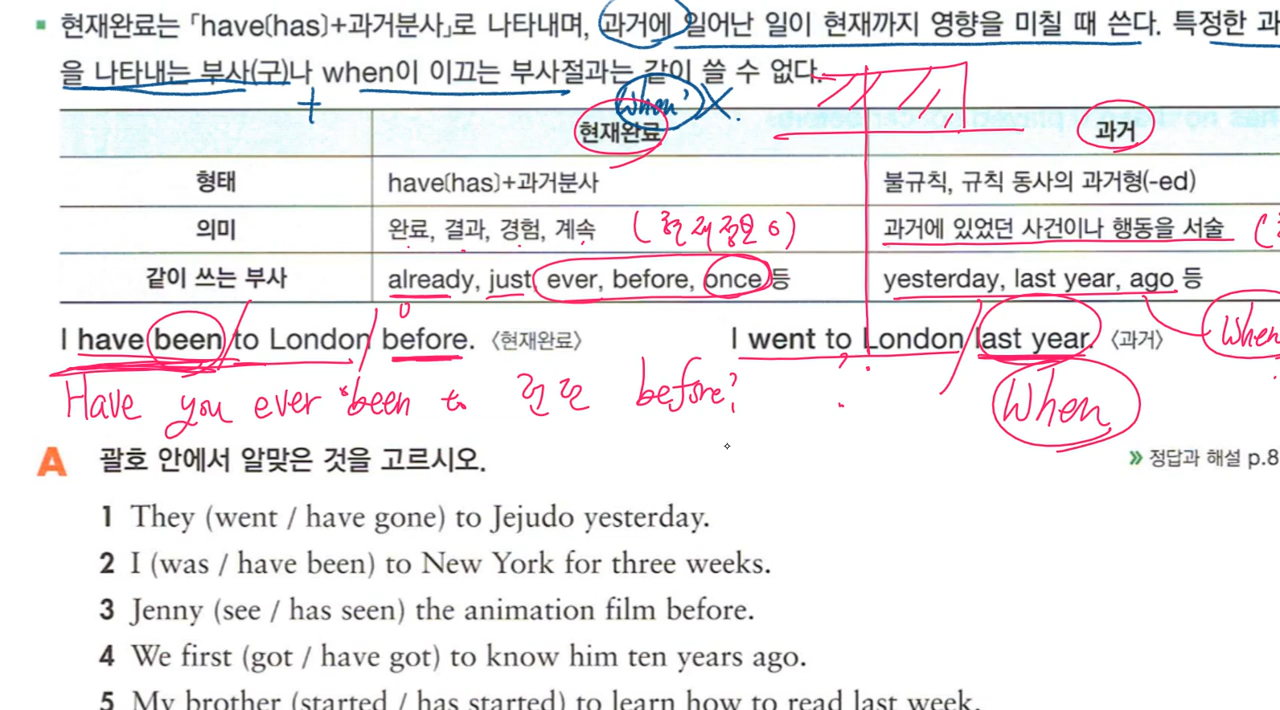 현재완료는 「have(has)+과거분사」로 나타내며, 과거에 일어난 일이 현재까지 영향을 미칠 때 쓴다. 특정한 과
을 나타내는 부사(구)나 when이 이끄는 부사절과는 같이 쓸 수 없다.
when
현재완료 과거
형태 have(has)+과거분사 불규칙, 규칙 동사의 과거형(-ed)
의미 완료, 결과, 경험, 계속 과거에 있었던 사건이나 행동을 서술
같이 쓰는 부사 already, just, ever, before, once 등 yesterday, last year, ago 등
I have been to London before. 〈현재완료〉 I went to London last year. 〈과거〉 When
Have you ever been to 런던 before? When
A 괄호 안에서 알맞은 것을 고르시오.
» 정답과 해설 p.8
1 They (went / have gone) to Jejudo yesterday.
2 I (was / have been) to New York for three weeks.
3 Jenny (see / has seen) the animation film before.
4 We first (got / have got) to know him ten years ago.
5 My brother (started / has started) to learn how to read last week.